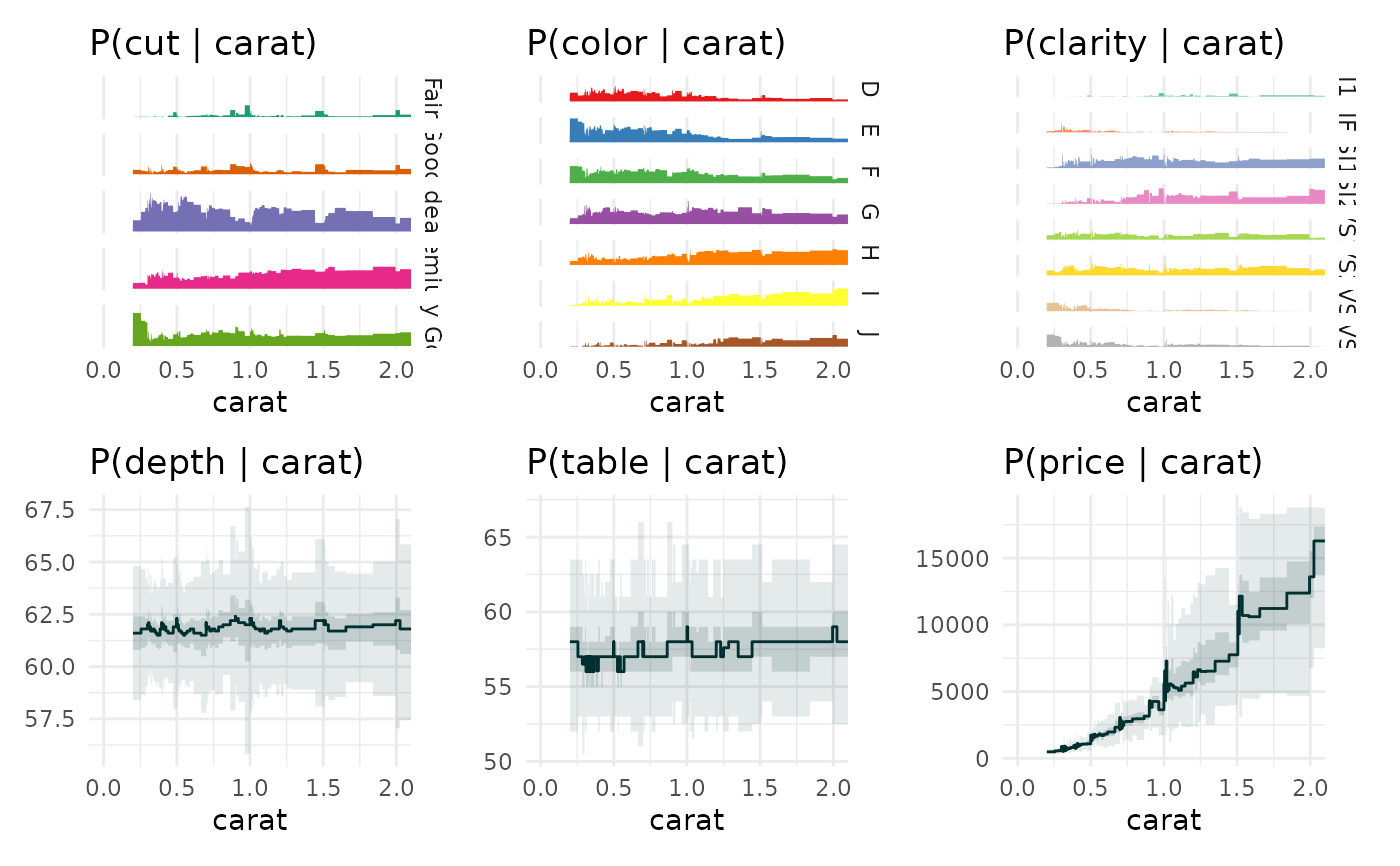 P(cut | carat)
Fair
dea
0.0 0.5 1.0 1.5 2.0
carat
P(color | carat)
D
E
F
G
H
I
J
0.0 0.5 1.0 1.5 2.0
carat
P(clarity | carat)
I1
IF
0.0 0.5 1.0 1.5 2.0
carat
P(depth | carat)
67.5
65.0
62.5
60.0
57.5
0.0 0.5 1.0 1.5 2.0
carat
P(table | carat)
65
60
55
50
0.0 0.5 1.0 1.5 2.0
carat
P(price | carat)
15000
10000
5000
0
0.0 0.5 1.0 1.5 2.0
carat